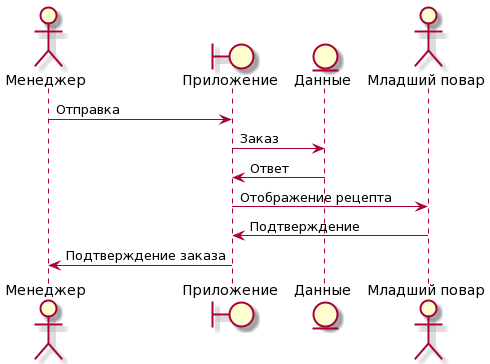 Менеджер
Приложение
Данные
Младший повар
Отправка
Заказ
Ответ
Отображение рецепта
Подтверждение
Подтверждение заказа
Менеджер
Приложение
Данные
Младший повар